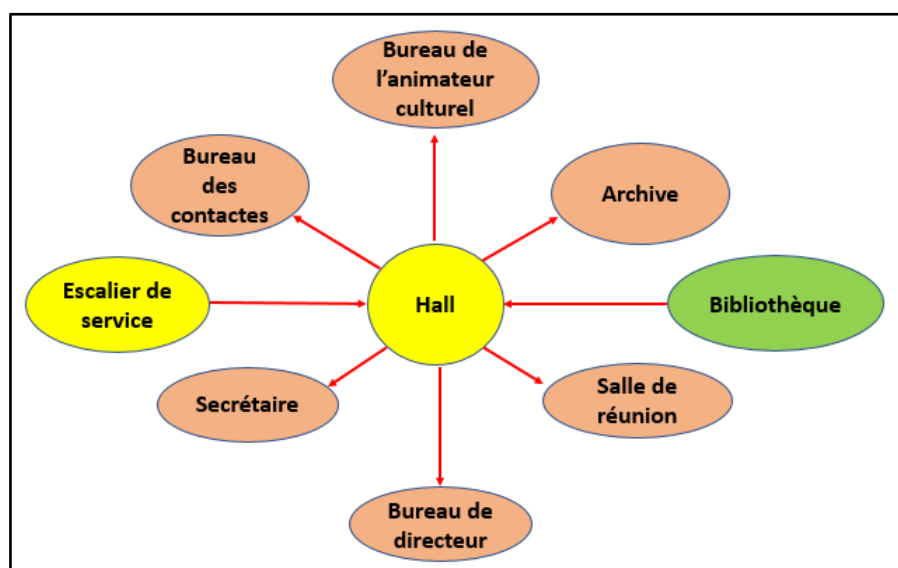 Bureau de
l'animateur
culturel
Bureau
des
contactes
Archive
Escalier de
service
Hall
Bibliothèque
Secrétaire
Salle de
réunion
Bureau de
directeur